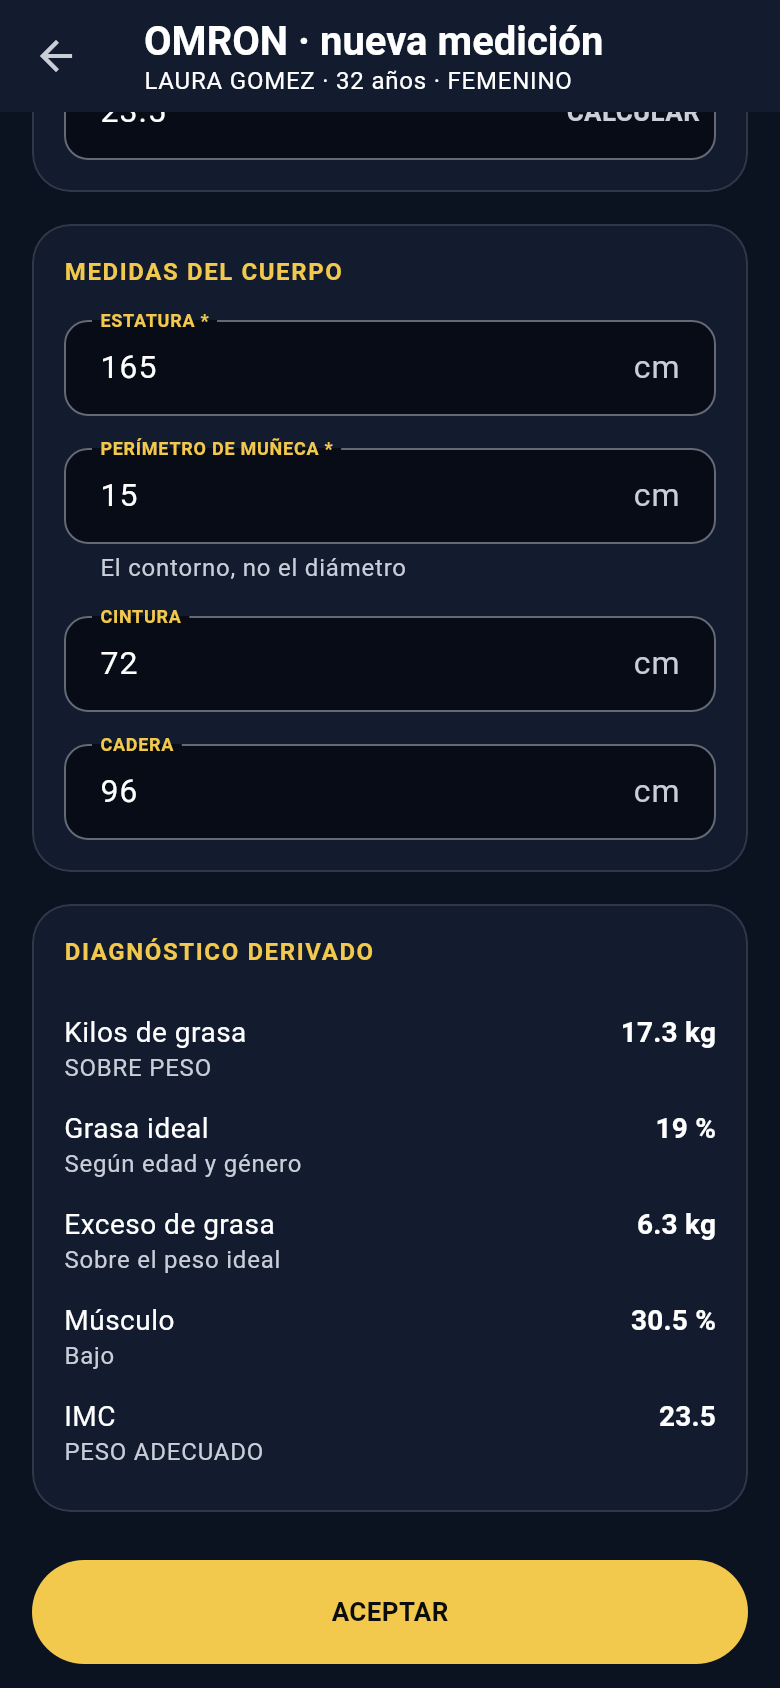 OMRON · nueva medición
LAURA GOMEZ · 32 años · FEMENINO
23.5 CALCULAR
MEDIDAS DEL CUERPO
ESTATURA *
165 cm
PERÍMETRO DE MUÑECA *
15 cm
El contorno, no el diámetro
CINTURA
72 cm
CADERA
96 cm
DIAGNÓSTICO DERIVADO
Kilos de grasa 17.3 kg
SOBRE PESO
Grasa ideal 19 %
Según edad y género
Exceso de grasa 6.3 kg
Sobre el peso ideal
Músculo 30.5 %
Bajo
IMC 23.5
PESO ADECUADO
ACEPTAR